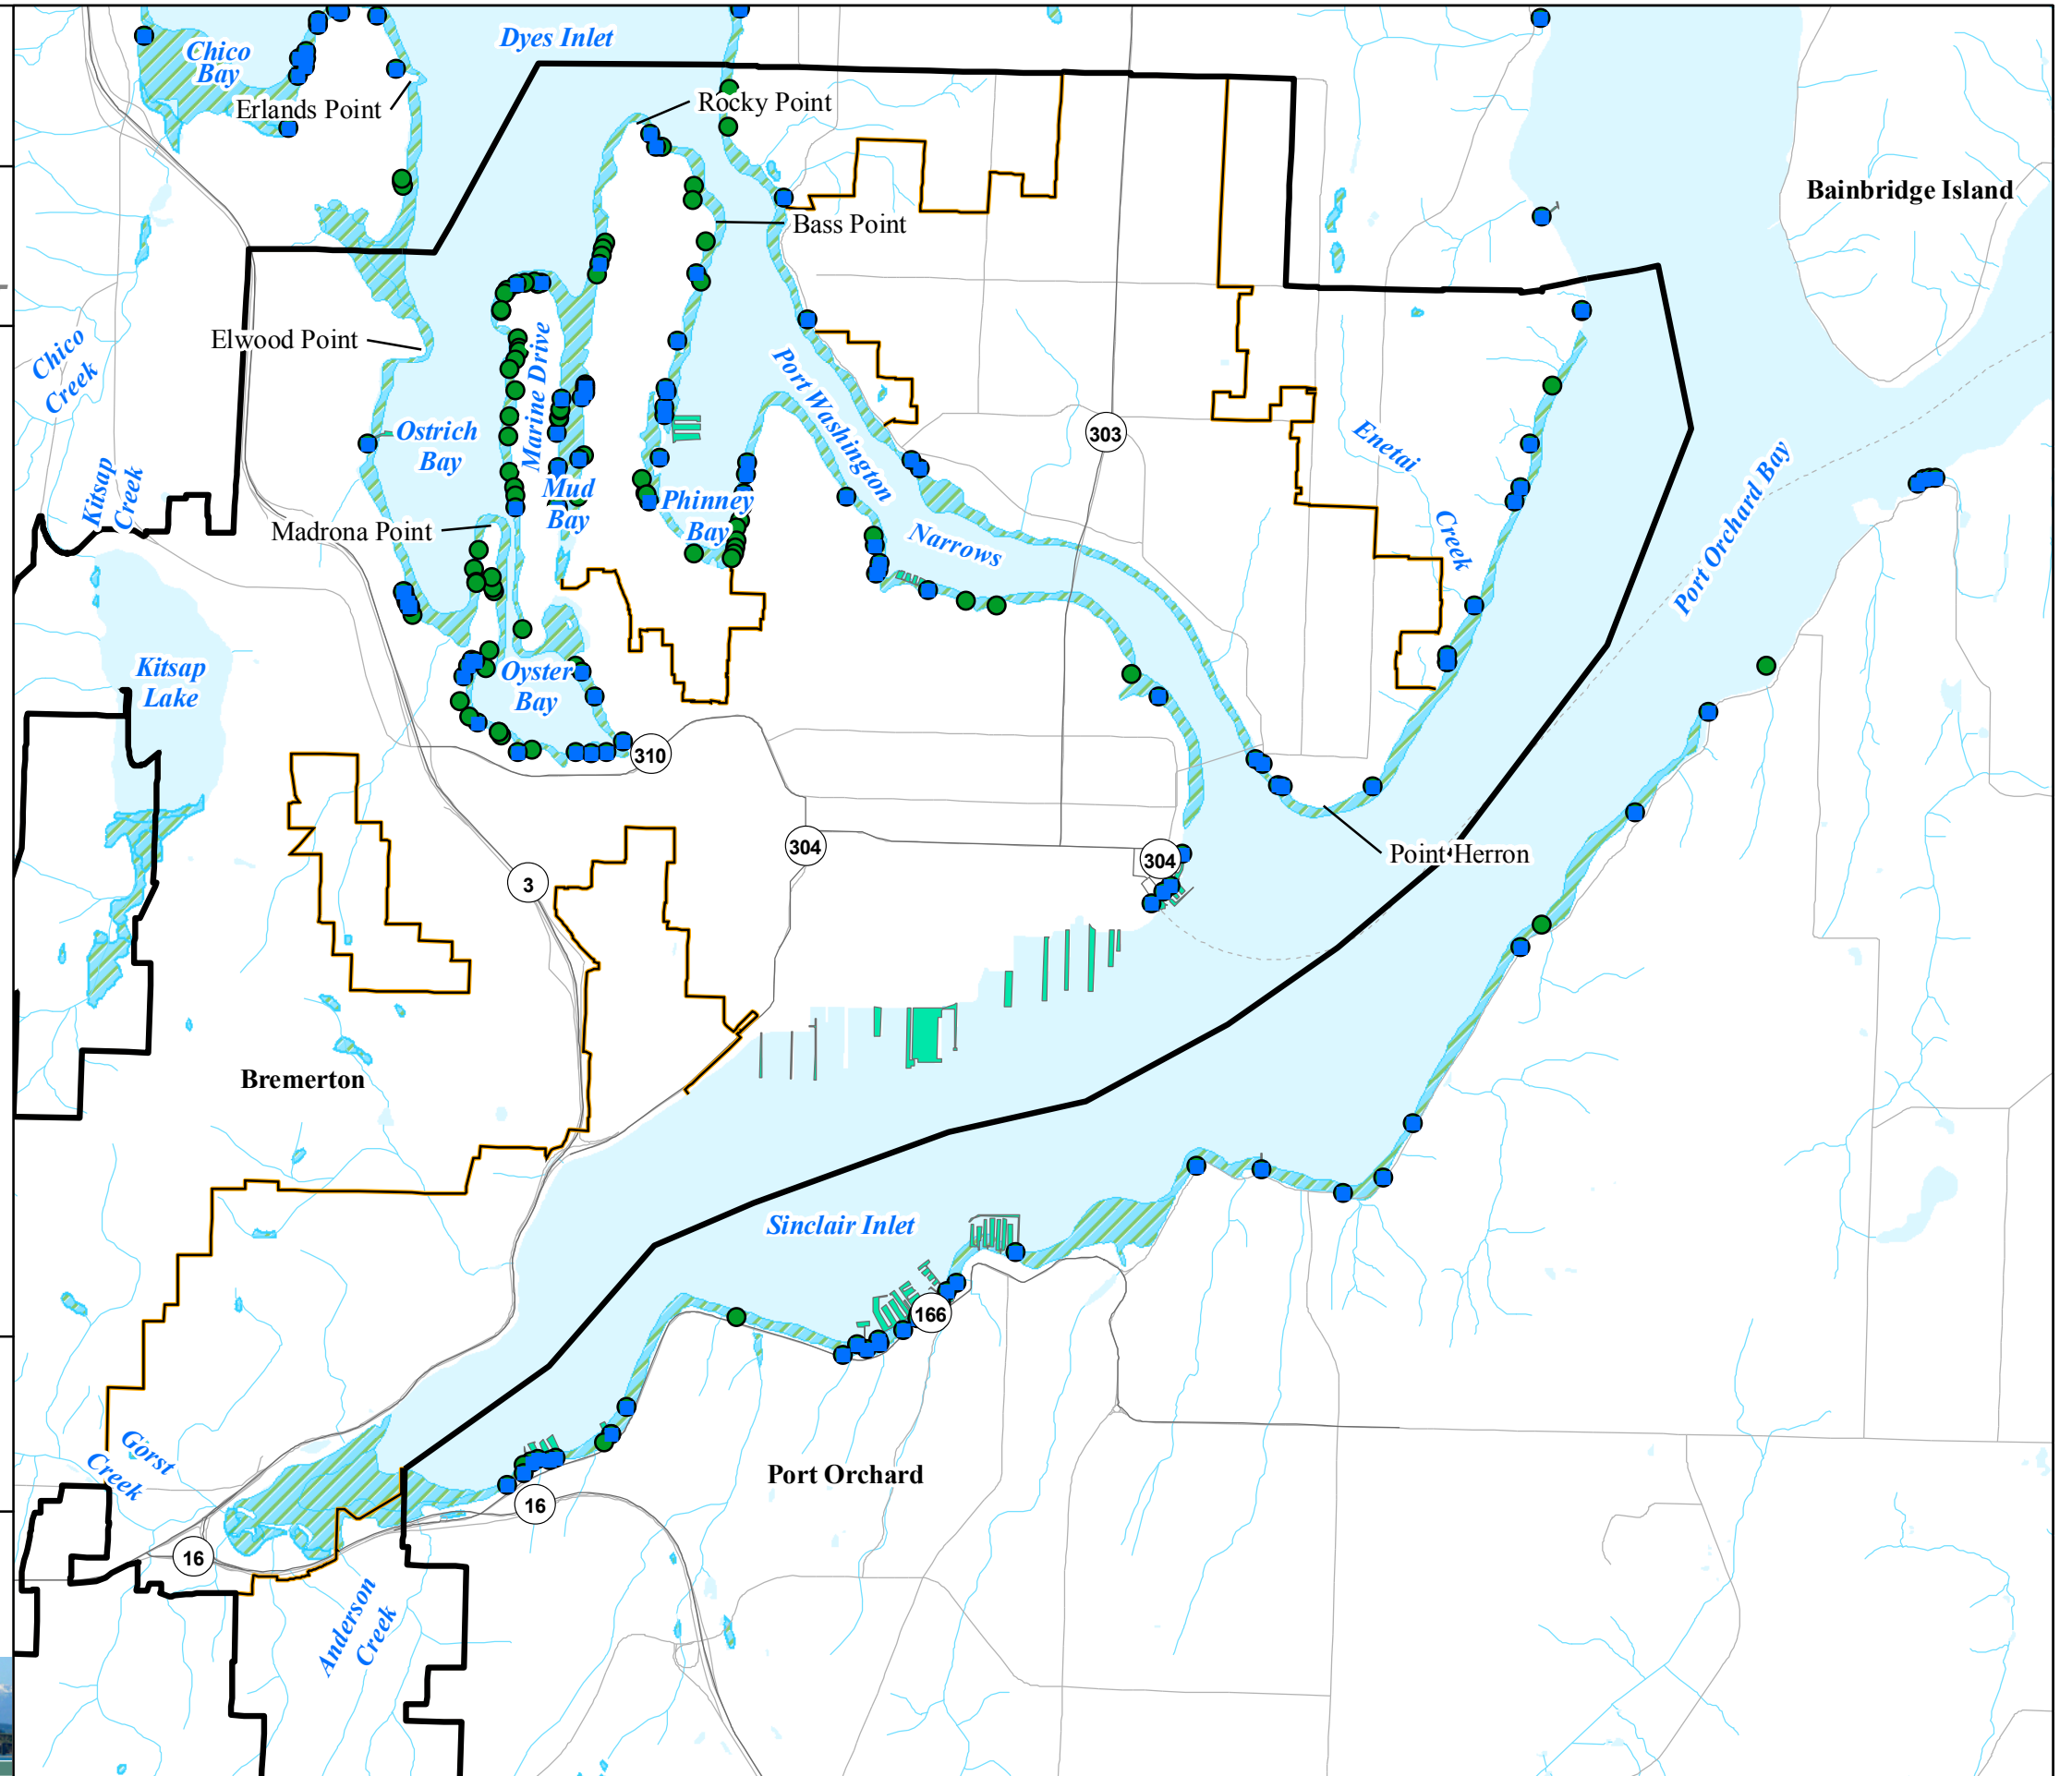 Dyes Inlet
Chico
Bay
Erlands Point
Rocky Point
Bainbridge Island
Bass Point
Elwood Point
Chico
Creek
Marine Drive
Port Washington
Narrows
Ostrich
Bay
303
Enetai
Creek
Kitsap
Creek
Mud
Bay
Phinney
Bay
Madrona Point
Port Orchard Bay
Kitsap
Lake
Oyster
Bay
310
304
304
Point Herron
3
Bremerton
Sinclair Inlet
166
Gorst
Creek
Port Orchard
16
16
Anderson
Creek